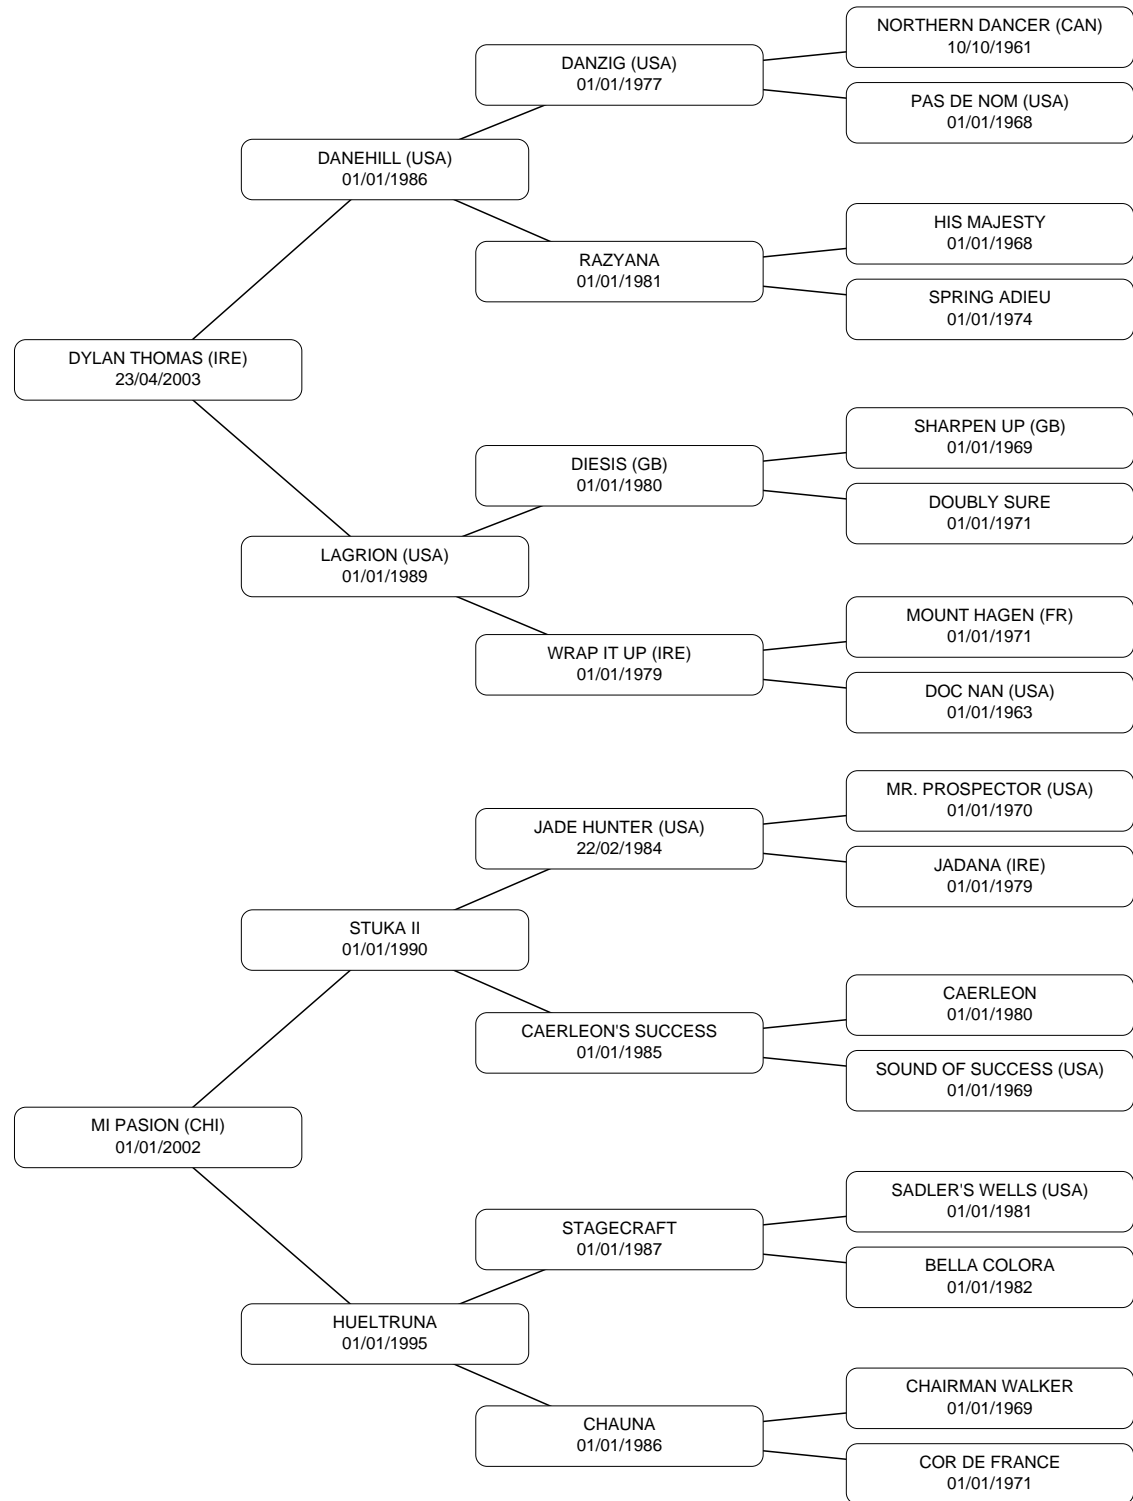 NORTHERN DANCER (CAN)
10/10/1961
DANZIG (USA)
01/01/1977
PAS DE NOM (USA)
01/01/1968
DANEHILL (USA)
01/01/1986
HIS MAJESTY
01/01/1968
RAZYANA
01/01/1981
SPRING ADIEU
01/01/1974
DYLAN THOMAS (IRE)
23/04/2003
SHARPEN UP (GB)
01/01/1969
DIESIS (GB)
01/01/1980
DOUBLY SURE
01/01/1971
LAGRION (USA)
01/01/1989
MOUNT HAGEN (FR)
01/01/1971
WRAP IT UP (IRE)
01/01/1979
DOC NAN (USA)
01/01/1963
MR. PROSPECTOR (USA)
01/01/1970
JADE HUNTER (USA)
22/02/1984
JADANA (IRE)
01/01/1979
STUKA II
01/01/1990
CAERLEON
01/01/1980
CAERLEON'S SUCCESS
01/01/1985
SOUND OF SUCCESS (USA)
01/01/1969
MI PASION (CHI)
01/01/2002
SADLER'S WELLS (USA)
01/01/1981
STAGECRAFT
01/01/1987
BELLA COLORA
01/01/1982
HUELTRUNA
01/01/1995
CHAIRMAN WALKER
01/01/1969
CHAUNA
01/01/1986
COR DE FRANCE
01/01/1971